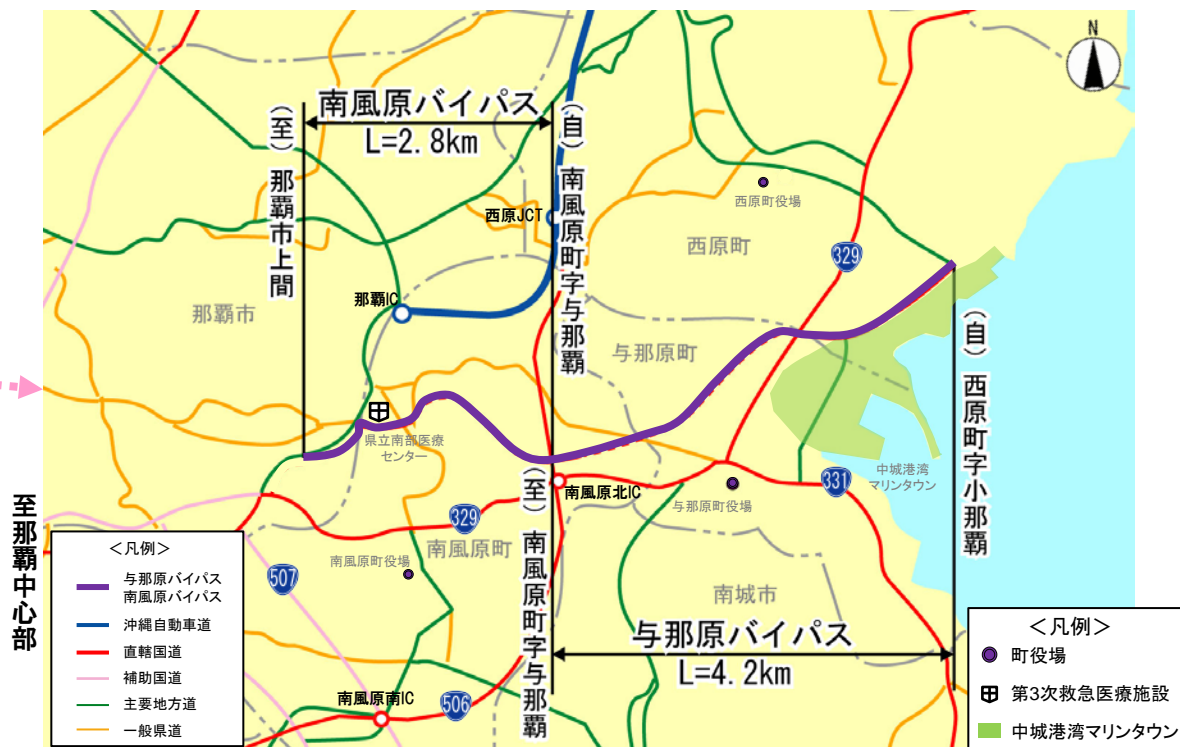 N
南風原バイパス
L=2.8km
(至) 那覇市上間
(自) 南風原町字与那覇
西原JCT
西原町役場
西原町
329
那覇IC
那覇市
与那原町
(自) 西原町字小那覇
県立南部医療
センター
中城港湾
マリンタウン
南風原北IC
与那原町役場
331
(至) 南風原町字与那覇
329
南風原町
南風原町役場
507
南城市
与那原バイパス
L=4.2km
南風原南IC
506
至那覇中心部
<凡例>
与那原バイパス
南風原バイパス
沖縄自動車道
直轄国道
補助国道
主要地方道
一般県道
<凡例>
町役場
第3次救急医療施設
中城港湾マリンタウン